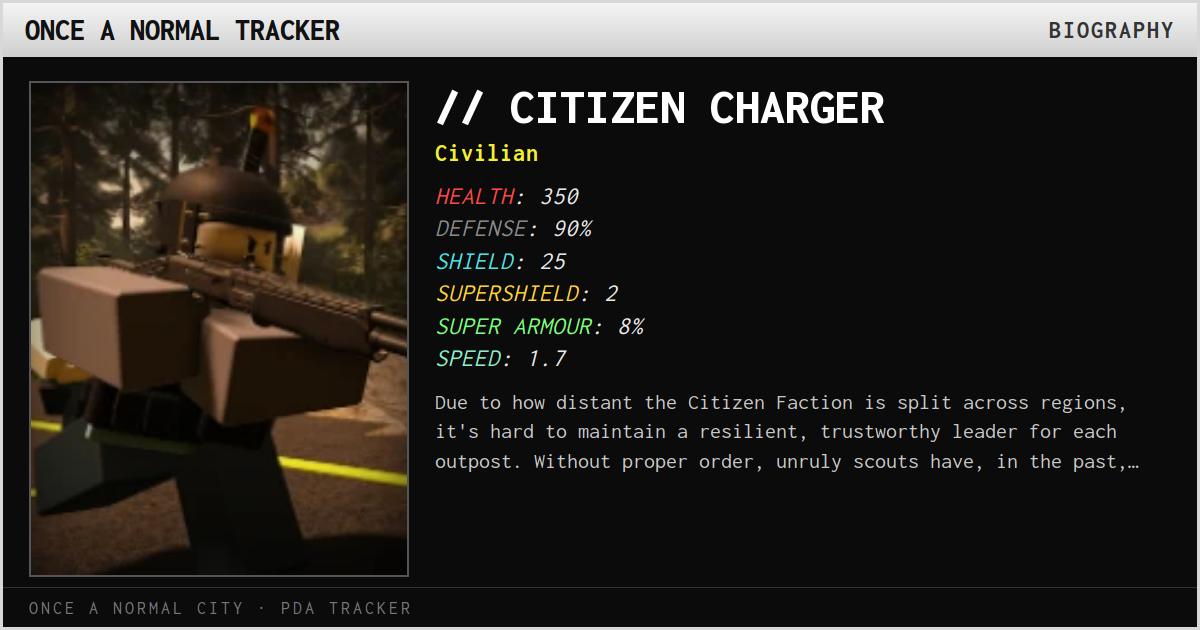 ONCE A NORMAL TRACKER
BIOGRAPHY
// CITIZEN CHARGER
Civilian
HEALTH: 350
DEFENSE: 90%
SHIELD: 25
SUPERSHIELD: 2
SUPER ARMOUR: 8%
SPEED: 1.7
Due to how distant the Citizen Faction is split across regions,
it's hard to maintain a resilient, trustworthy leader for each
outpost. Without proper order, unruly scouts have, in the past,…
ONCE A NORMAL CITY · PDA TRACKER